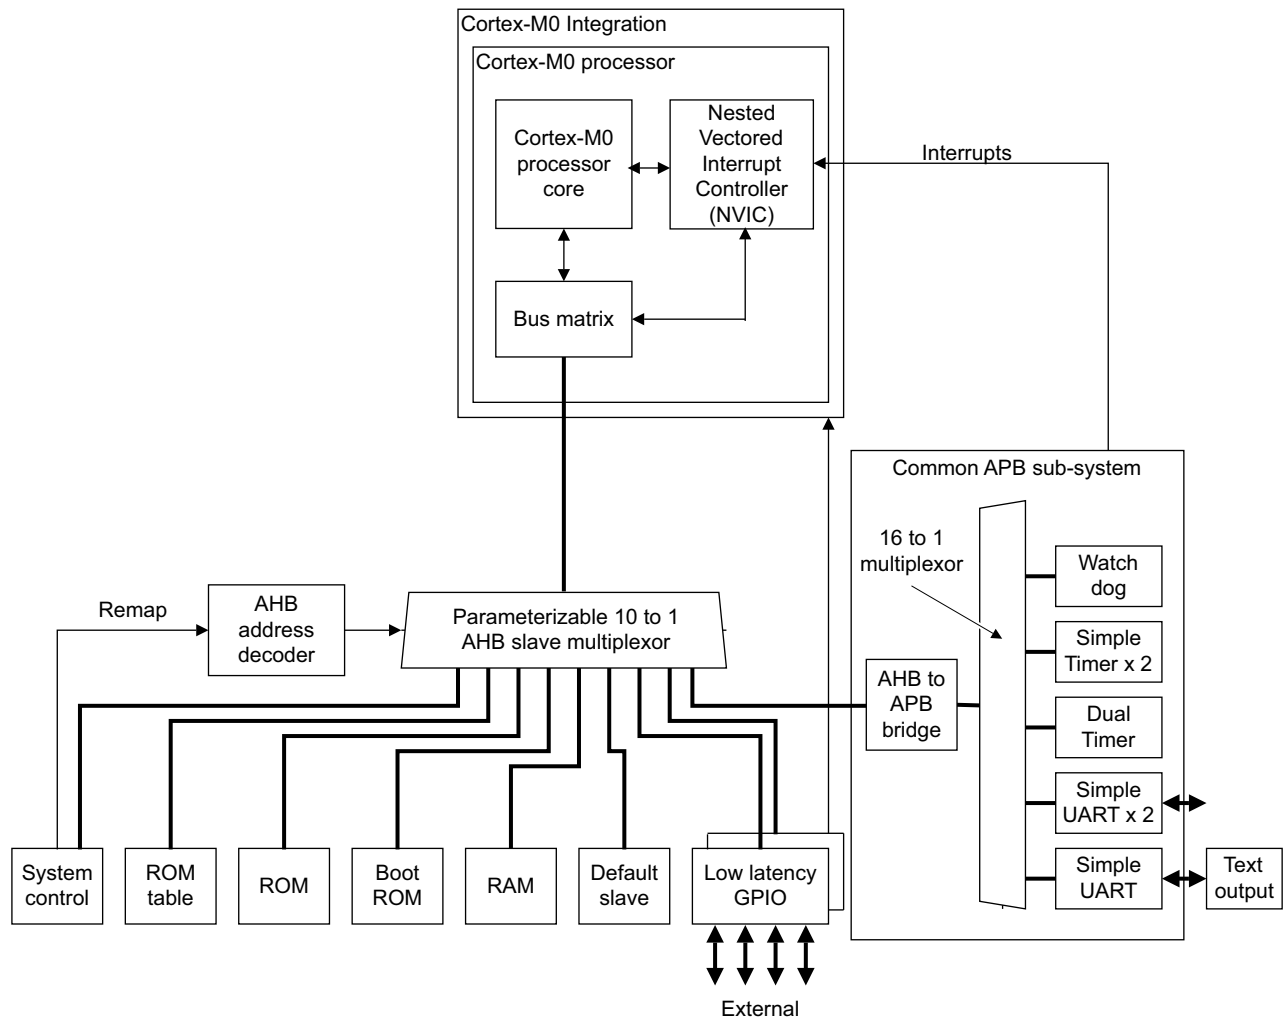 Cortex-M0 Integration
Cortex-M0 processor
Cortex-M0
processor
core
Nested
Vectored
Interrupt
Controller
(NVIC)
Interrupts
Bus matrix
Common APB sub-system
16 to 1
multiplexor
Watch
dog
Simple
Timer x 2
Dual
Timer
Simple
UART x 2
Simple
UART
Text
output
AHB to
APB
bridge
Remap
AHB
address
decoder
Parameterizable 10 to 1
AHB slave multiplexor
System
control
ROM
table
ROM
Boot
ROM
RAM
Default
slave
Low latency
GPIO
External